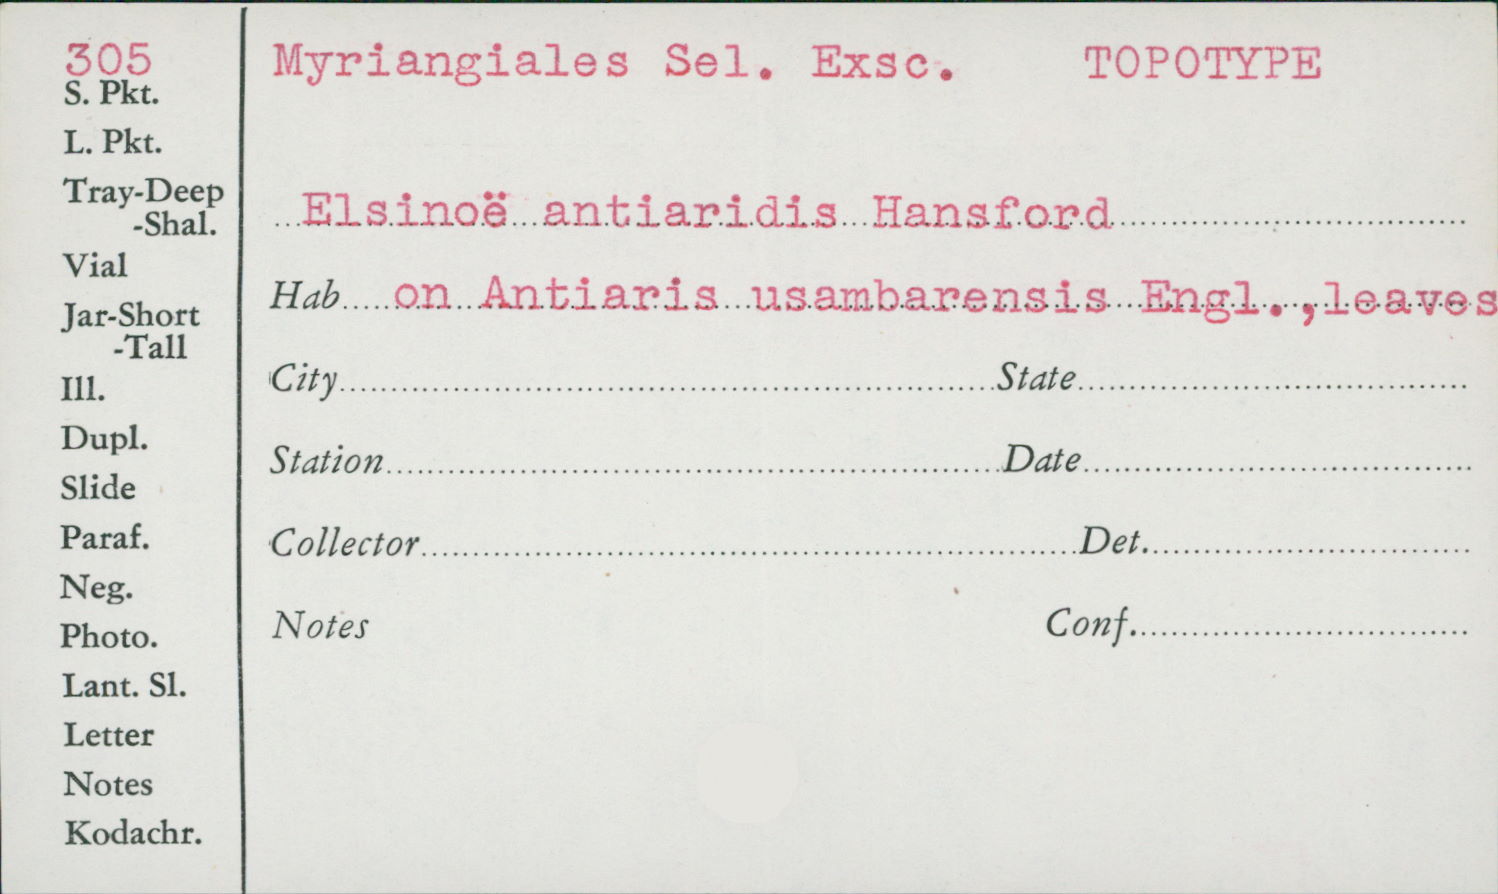 305
S. Pkt.
L. Pkt.
Tray-Deep
-Shal.
Vial
Jar-Short
-Tall
Ill.
Dupl.
Slide
Paraf.
Neg.
Photo.
Lant. Sl.
Letter
Notes
Kodachr.
Myriangiales Sel. Exsc. TOPOTYPE
Elsinoë antiaridis Hansford
Hab on Antiaris usambarensis Engl.,leaves
City State
Station Date
Collector Det.
Notes Conf.